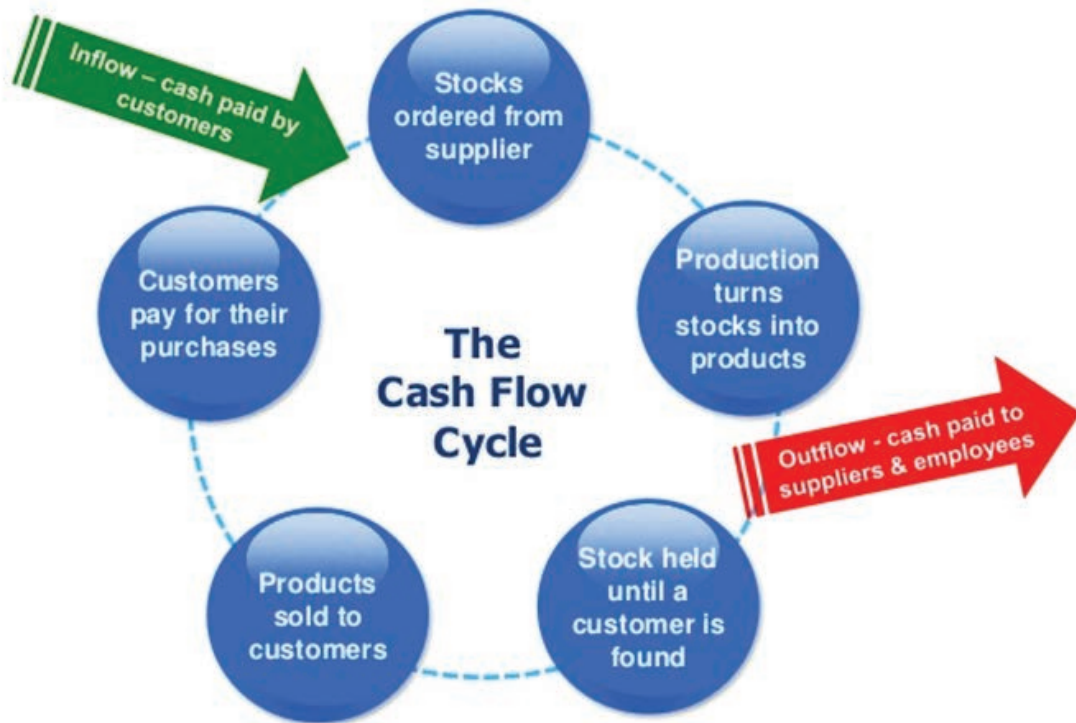 Inflow – cash paid by
customers
Stocks
ordered from
supplier
Production
turns
stocks into
products
Outflow - cash paid to
suppliers & employees
Stock held
until a
customer is
found
Products
sold to
customers
Customers
pay for their
purchases
The
Cash Flow
Cycle